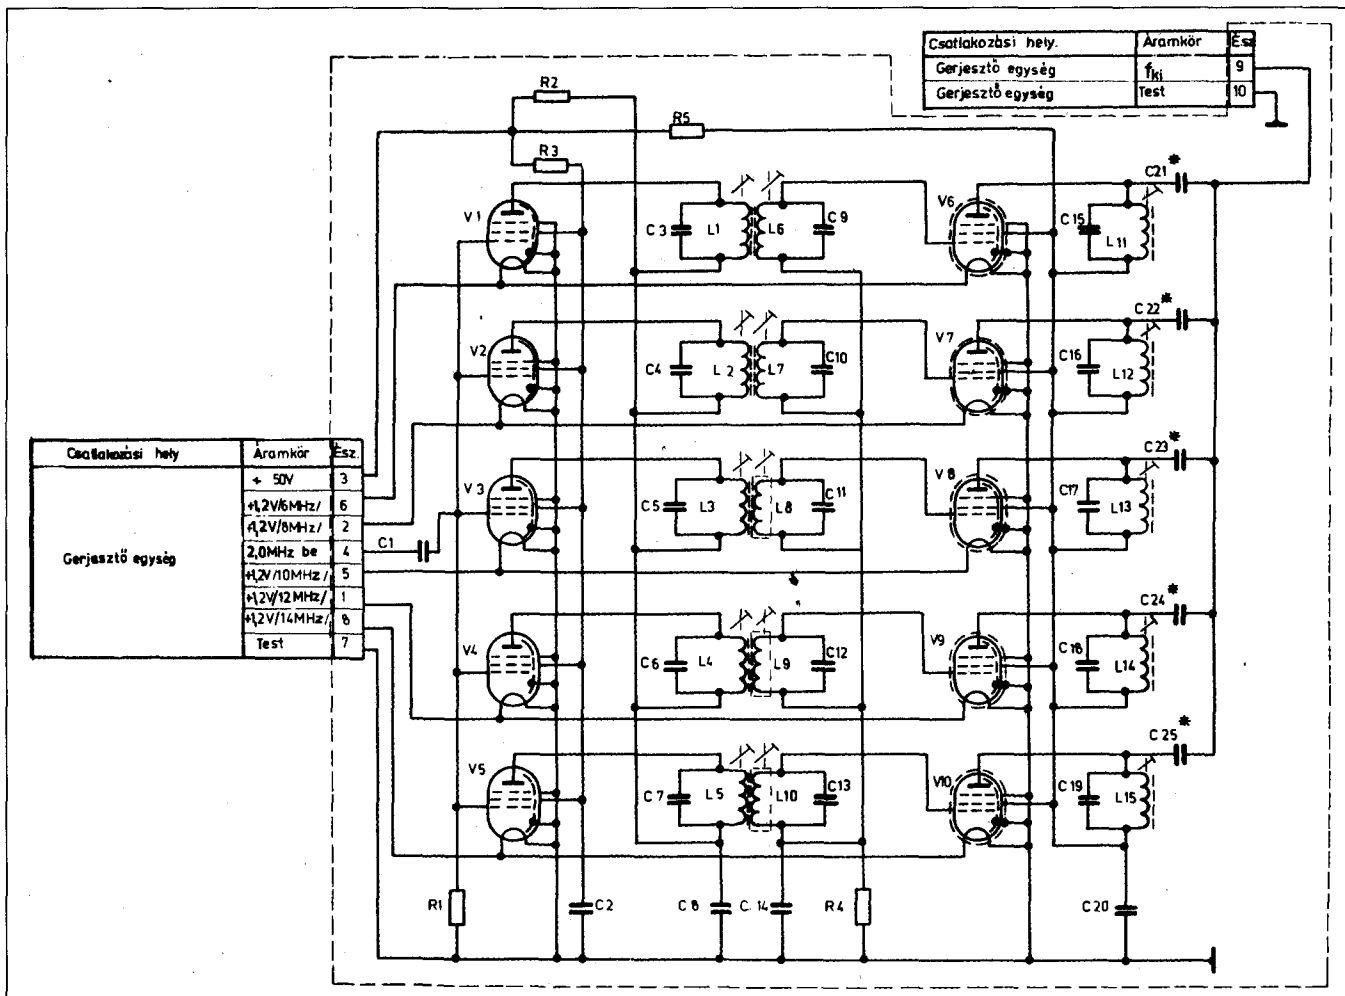 Csatlakozási hely. Áramkör Ész
Gerjesztő egység fki 9
Gerjesztő egység Test 10
R2
R5
R3
C21*
V1 C3 L1 L6 C9 V6 C15 L11
C22*
V2 C4 L2 L7 C10 V7 C16 L12
Csatlakozási hely Áramkör Ész.
Gerjesztő egység
+ 50V 3
+1,2V/6MHz/ 6
+1,2V/8MHz/ 2
2,0MHz be 4
+1,2V/10MHz/ 5
+1,2V/12MHz/ 1
+1,2V/14MHz/ 8
Test 7
C23*
V3 C5 L3 L8 C11 V8 C17 L13
C1
C24*
V4 C6 L4 L9 C12 V9 C18 L14
C25*
V5 C7 L5 L10 C13 V10 C19 L15
R1 C2 C8 C14 R4 C20